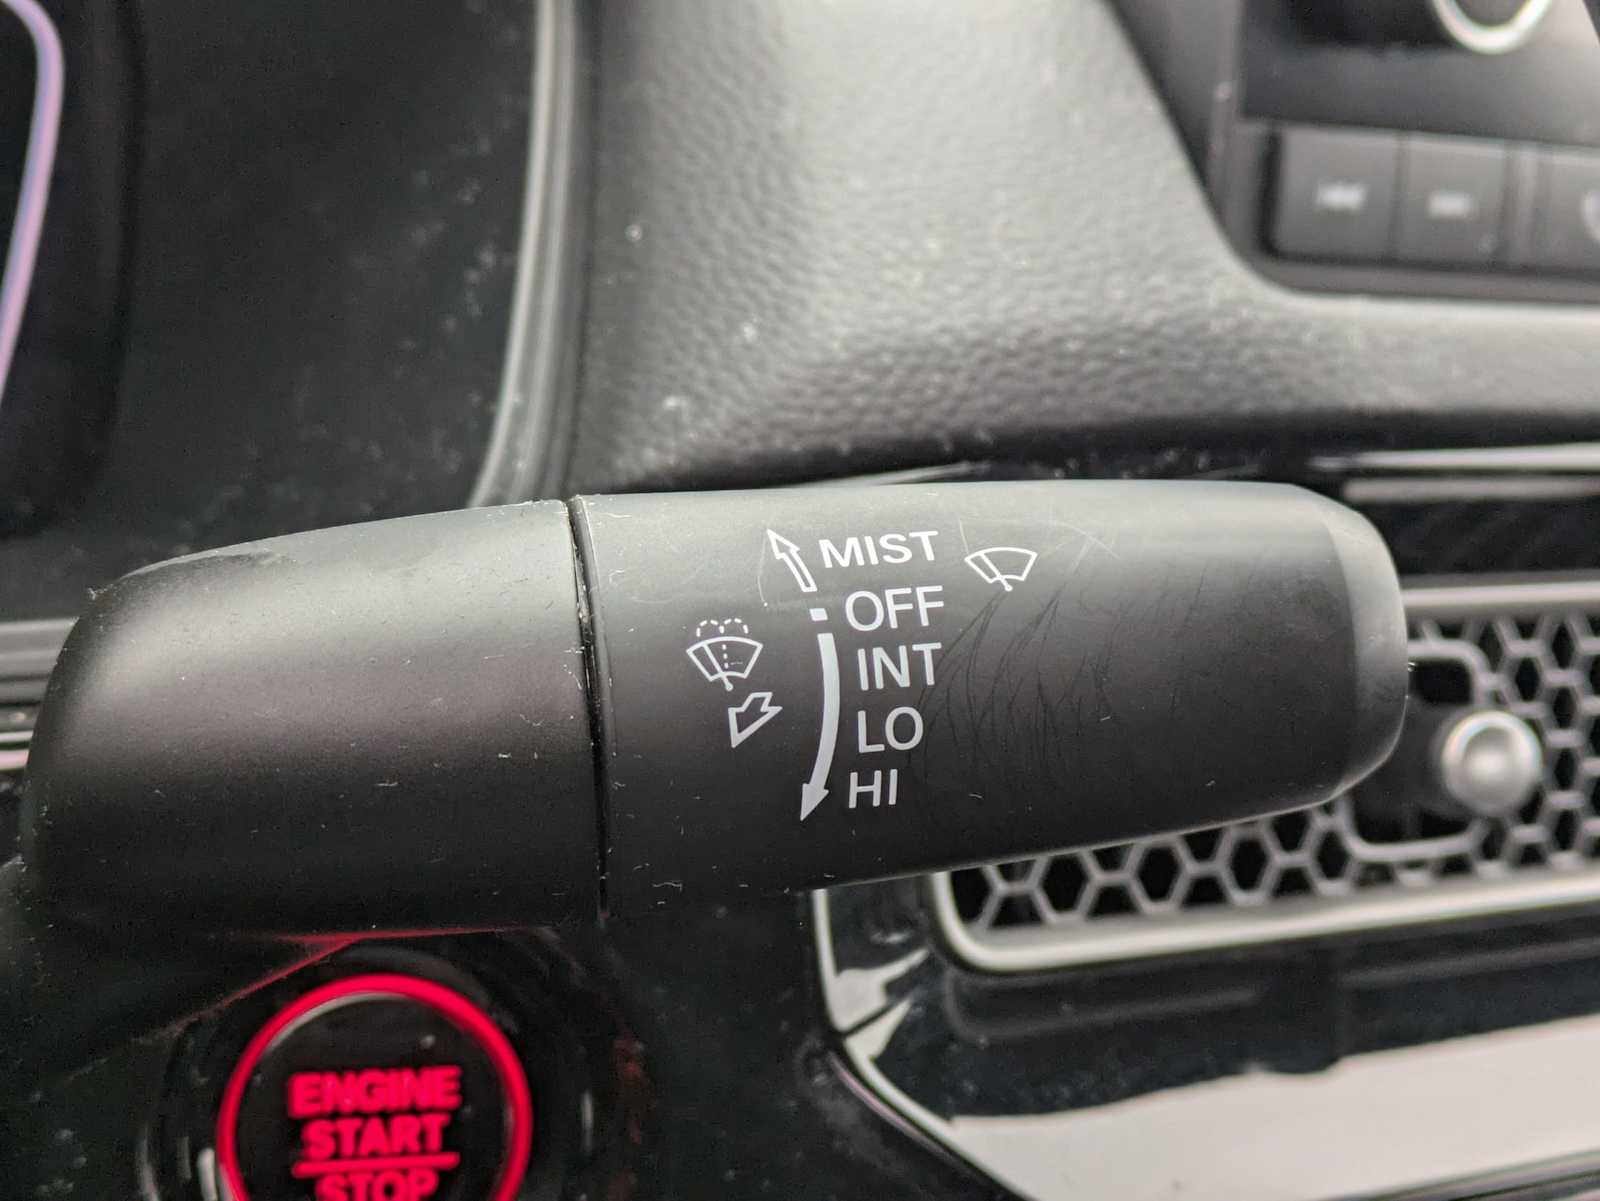 MIST
OFF
INT
LO
HI
ENGINE
START
STOP